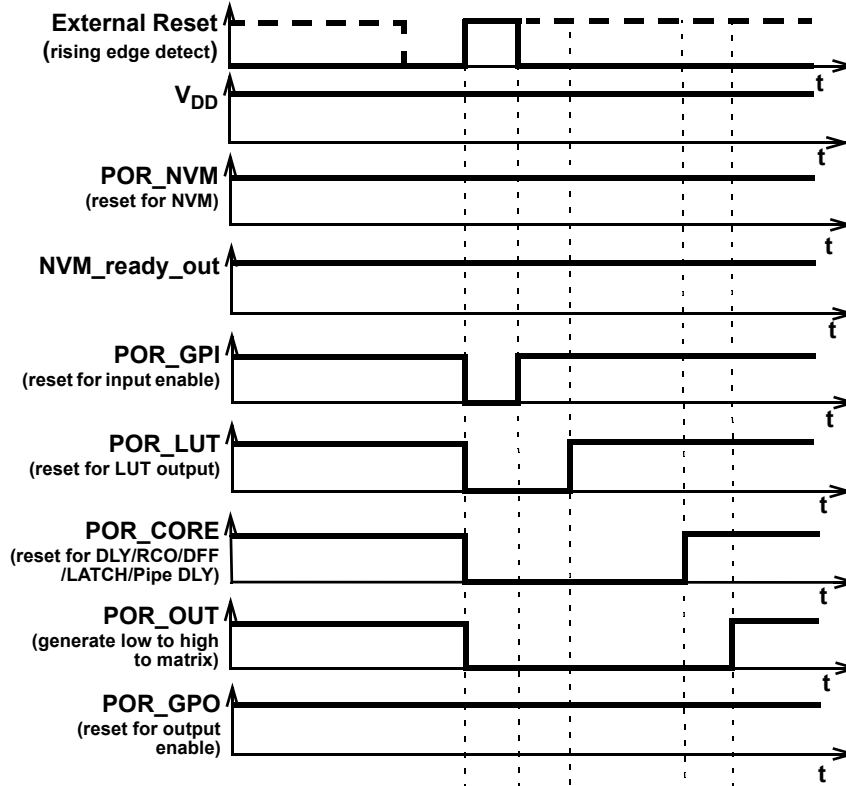 External Reset
(rising edge detect)
t
VDD
t
POR_NVM
(reset for NVM)
t
NVM_ready_out
t
POR_GPI
(reset for input enable)
t
POR_LUT
(reset for LUT output)
t
POR_CORE
(reset for DLY/RCO/DFF
/LATCH/Pipe DLY)
t
POR_OUT
(generate low to high
to matrix)
t
POR_GPO
(reset for output
enable)
t